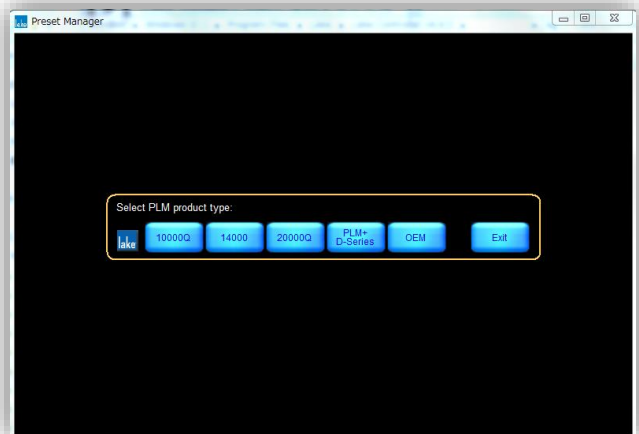 Preset Manager
Select PLM product type:
lake
10000Q
14000
20000Q
PLM+
D-Series
OEM
Exit